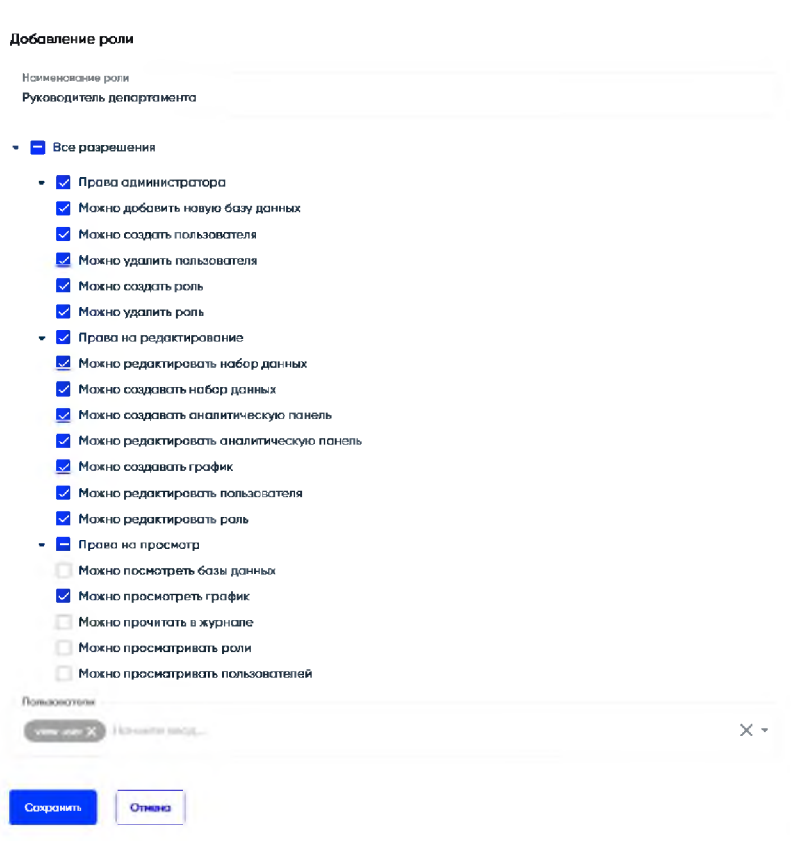 Добавление роли
Наименование роли
Руководитель департамента
Все разрешения
Права администратора
Можно добавить новую базу данных
Можно создать пользователя
Можно удалить пользователя
Можно создать роль
Можно удалить роль
Права на редактирование
Можно редактировать набор данных
Можно создавать набор данных
Можно создавать аналитическую панель
Можно редактировать аналитическую панель
Можно создавать график
Можно редактировать пользователя
Можно редактировать роль
Права на просмотр
Можно посмотреть базы данных
Можно просмотреть график
Можно прочитать в журнале
Можно просматривать роли
Можно просматривать пользователей
Пользователи
view user Начните ввод...
Сохранить Отмена